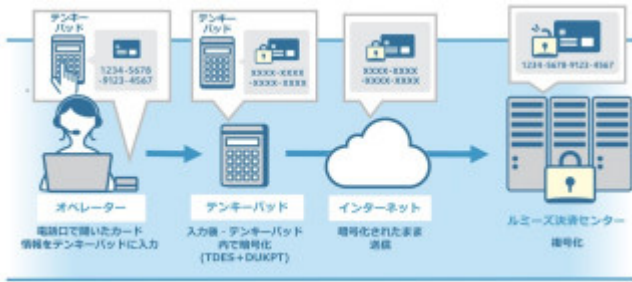 テンキー
パッド
1234-5678
-9123-4567
テンキー
パッド
XXXX-XXXX
-XXXX-XXXX
XXXX-XXXX
-XXXX-XXXX
1234-5678-9123-4567
オペレーター
電話口で聞いたカード
情報をテンキーパッドに入力
テンキーパッド
入力後・テンキーパッド
内で暗号化
(TDES+DUKPT)
インターネット
暗号化されたまま
送信
ルミーズ決済センター
複号化